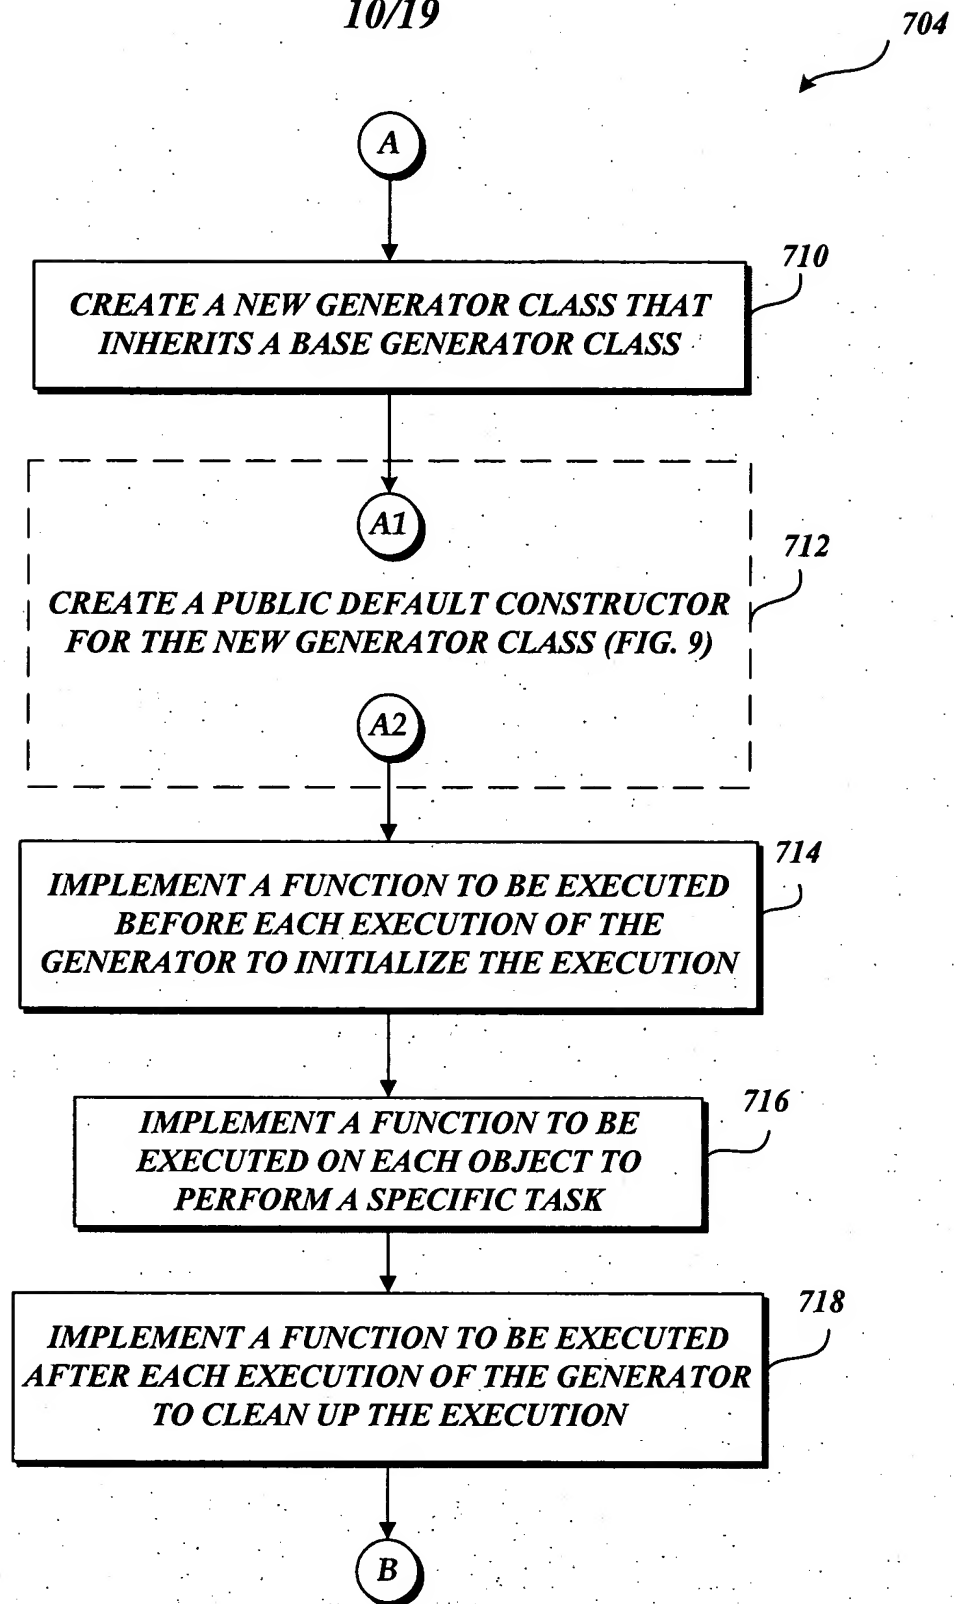 10/19
704
A
710
CREATE A NEW GENERATOR CLASS THAT
INHERITS A BASE GENERATOR CLASS
A1
712
CREATE A PUBLIC DEFAULT CONSTRUCTOR
FOR THE NEW GENERATOR CLASS (FIG. 9)
A2
714
IMPLEMENT A FUNCTION TO BE EXECUTED
BEFORE EACH EXECUTION OF THE
GENERATOR TO INITIALIZE THE EXECUTION
716
IMPLEMENT A FUNCTION TO BE
EXECUTED ON EACH OBJECT TO
PERFORM A SPECIFIC TASK
718
IMPLEMENT A FUNCTION TO BE EXECUTED
AFTER EACH EXECUTION OF THE GENERATOR
TO CLEAN UP THE EXECUTION
B